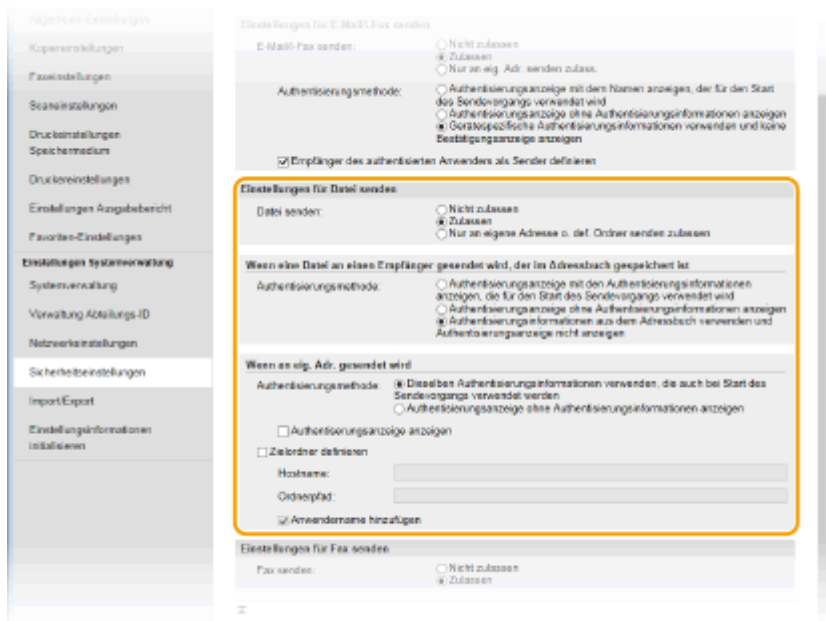 Allgemeine Einstellungen
Kopiereinstellungen
Faxeinstellungen
Scaneinstellungen
Druckeinstellungen
Speichermedium
Druckereinstellungen
Einstellungen Ausgabebericht
Favoriten-Einstellungen
Einstellungen Systemverwaltung
Systemverwaltung
Verwaltung Abteilungs-ID
Netzwerkeinstellungen
Sicherheitseinstellungen
Import/Export
Einstellungsinformationen
initialisieren
Einstellungen für E-Mail/I-Fax senden
E-Mail/I-Fax senden:
Nicht zulassen
Zulassen
Nur an eig. Adr. senden zulass.
Authentisierungsmethode:
Authentisierungsanzeige mit dem Namen anzeigen, der für den Start
des Sendevorgangs verwendet wird
Authentisierungsanzeige ohne Authentisierungsinformationen anzeigen
Gerätespezifische Authentisierungsinformationen verwenden und keine
Bestätigungsanzeige anzeigen
Empfänger des authentisierten Anwenders als Sender definieren
Einstellungen für Datei senden
Datei senden:
Nicht zulassen
Zulassen
Nur an eigene Adresse o. def. Ordner senden zulassen
Wenn eine Datei an einen Empfänger gesendet wird, der im Adressbuch gespeichert ist
Authentisierungsmethode:
Authentisierungsanzeige mit den Authentisierungsinformationen
anzeigen, die für den Start des Sendevorgangs verwendet wird
Authentisierungsanzeige ohne Authentisierungsinformationen anzeigen
Authentisierungsinformationen aus dem Adressbuch verwenden und
Authentisierungsanzeige nicht anzeigen
Wenn an eig. Adr. gesendet wird
Authentisierungsmethode:
Dieselben Authentisierungsinformationen verwenden, die auch bei Start des
Sendevorgangs verwendet werden
Authentisierungsanzeige ohne Authentisierungsinformationen anzeigen
Authentisierungsanzeige anzeigen
Zielordner definieren
Hostname:
Ordnerpfad:
Anwendername hinzufügen
Einstellungen für Fax senden
Fax senden:
Nicht zulassen
Zulassen